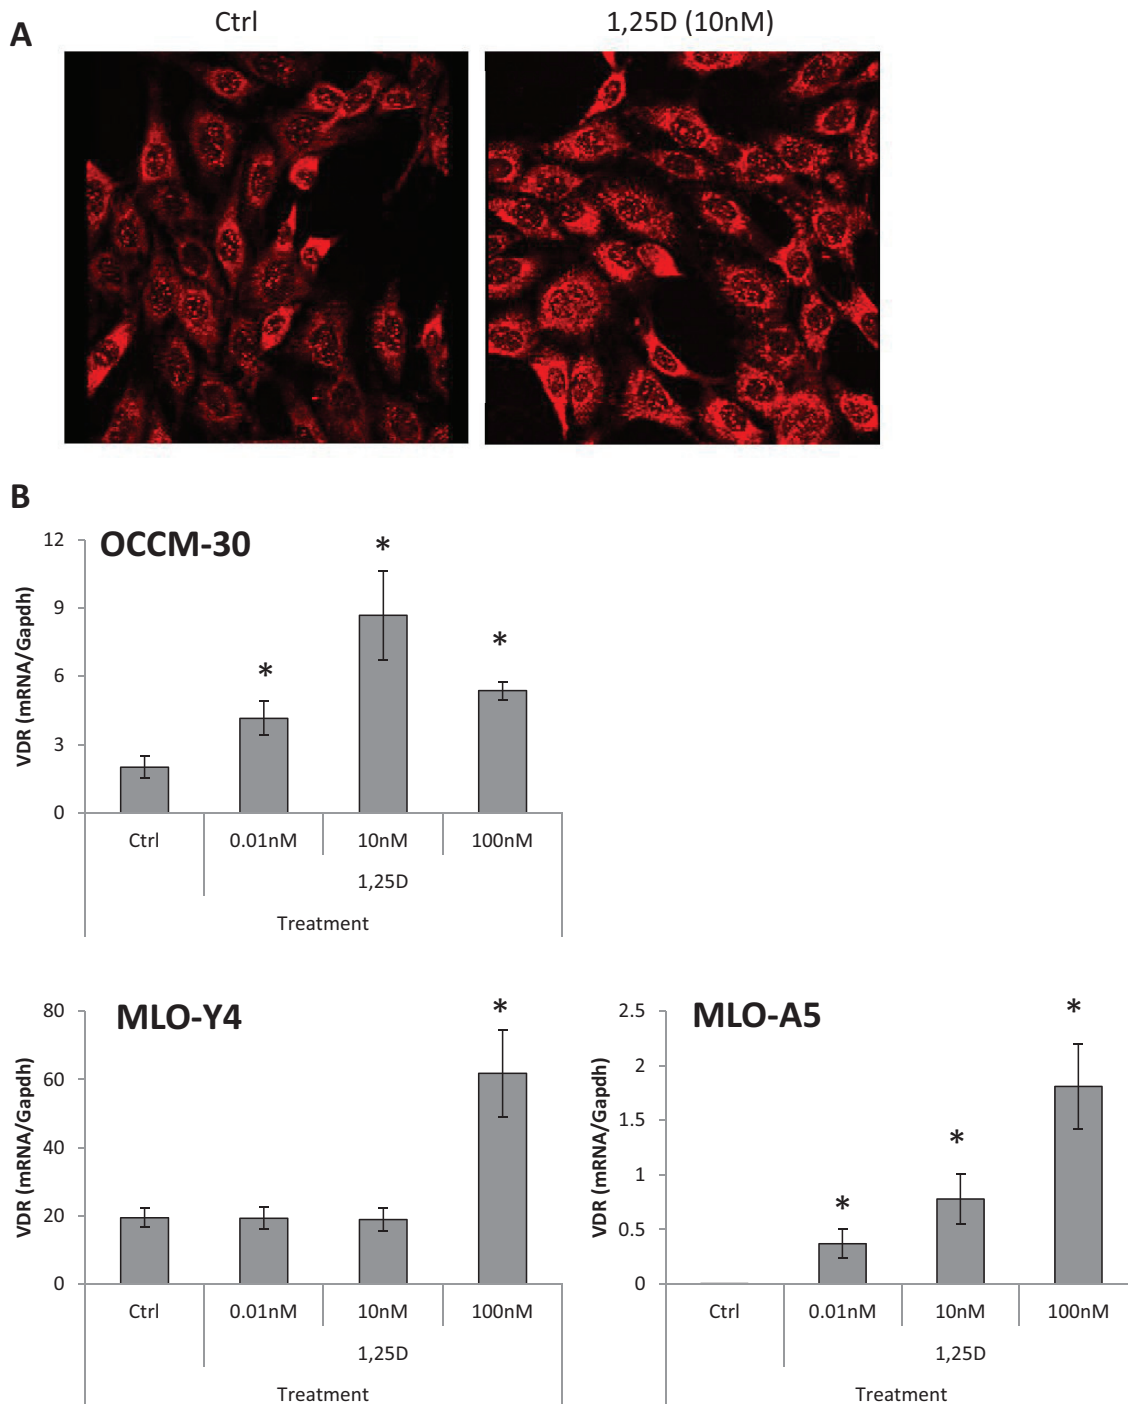 A
Ctrl
1,25D (10nM)
B
OCCM-30
VDR (mRNA/Gapdh)
12
9
6
3
0
*
*
*
Ctrl
0.01nM
10nM
100nM
1,25D
Treatment
MLO-Y4
VDR (mRNA/Gapdh)
80
60
40
20
0
*
Ctrl
0.01nM
10nM
100nM
1,25D
Treatment
MLO-A5
VDR (mRNA/Gapdh)
2.5
2
1.5
1
0.5
0
*
*
*
Ctrl
0.01nM
10nM
100nM
1,25D
Treatment